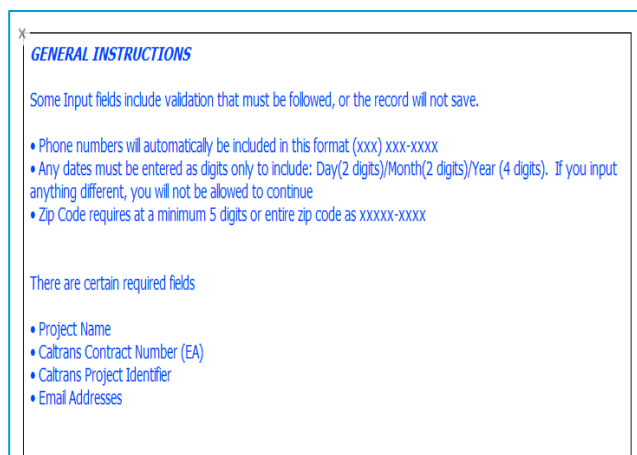 GENERAL INSTRUCTIONS
Some Input fields include validation that must be followed, or the record will not save.
• Phone numbers will automatically be included in this format (xxx) xxx-xxxx
• Any dates must be entered as digits only to include: Day(2 digits)/Month(2 digits)/Year (4 digits). If you input
anything different, you will not be allowed to continue
• Zip Code requires at a minimum 5 digits or entire zip code as xxxxx-xxxx
There are certain required fields
• Project Name
• Caltrans Contract Number (EA)
• Caltrans Project Identifier
• Email Addresses